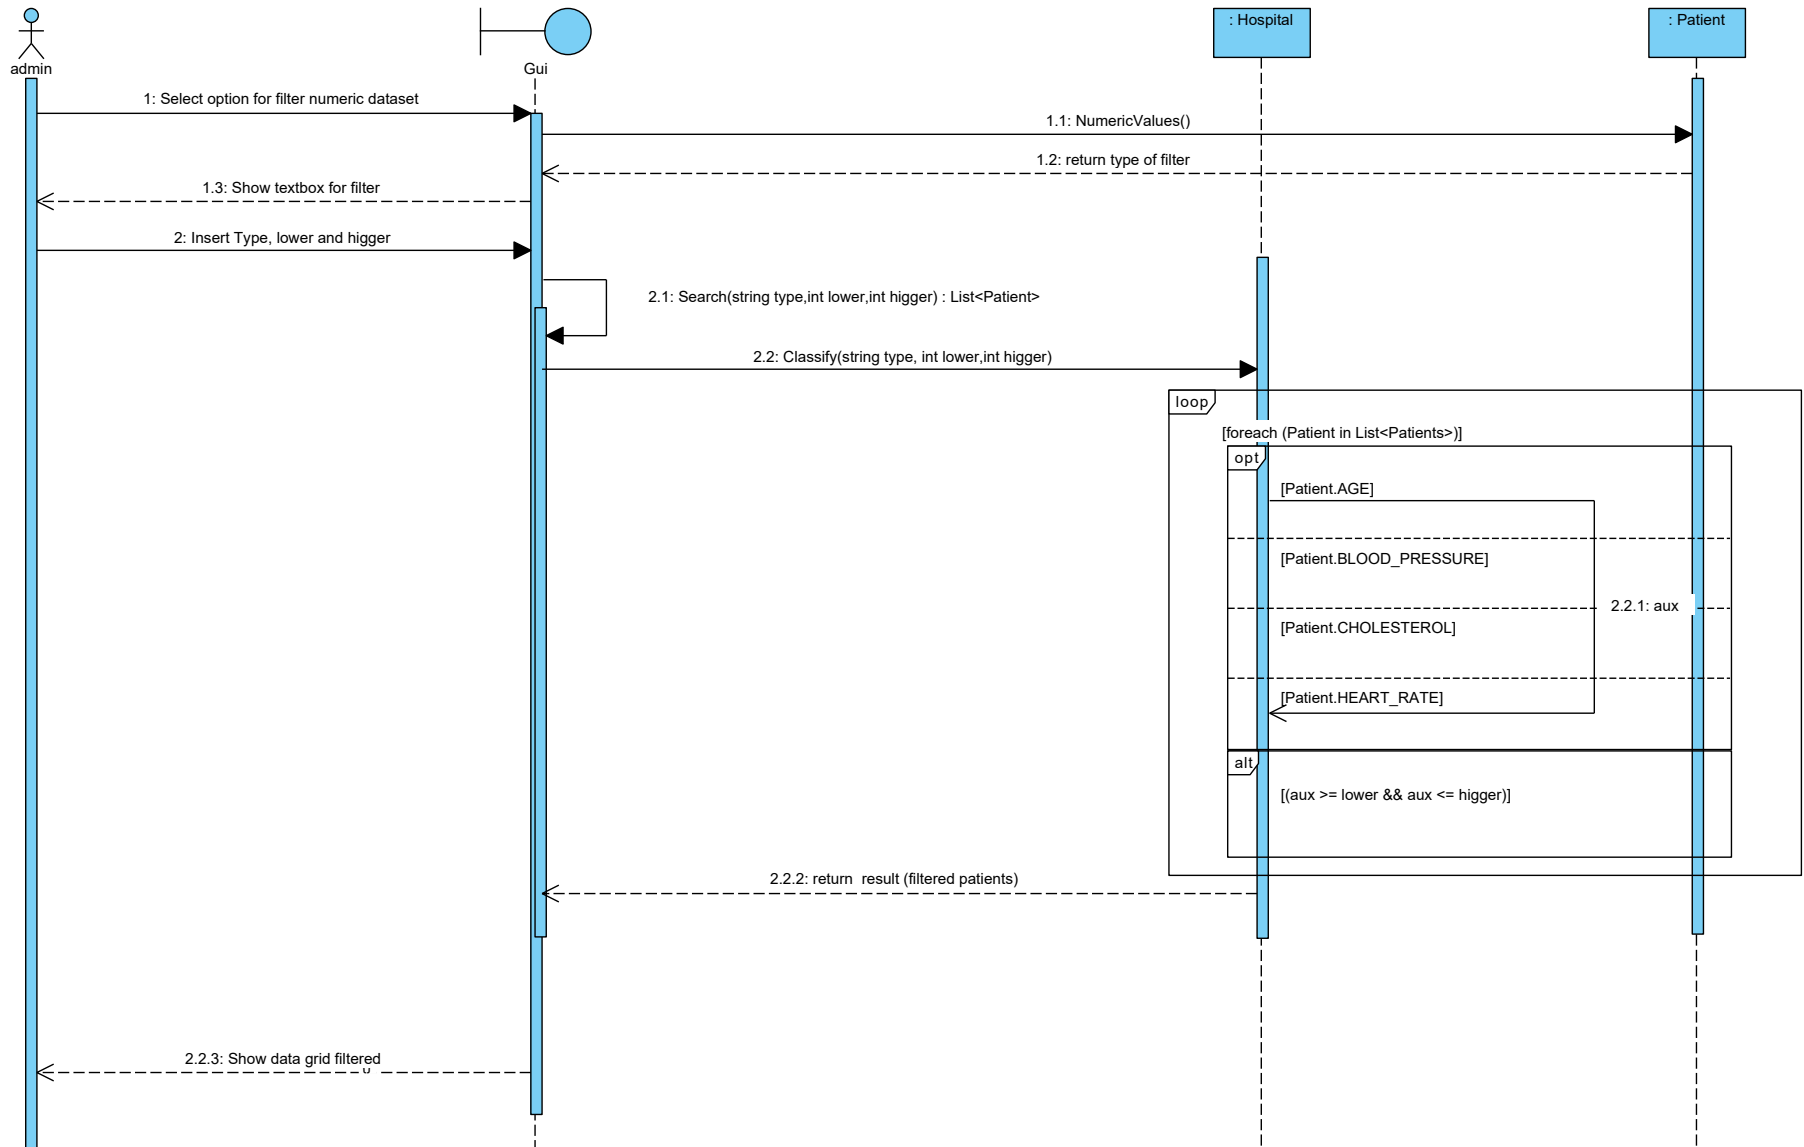 : Hospital
: Patient
admin
Gui
1: Select option for filter numeric dataset
1.1: NumericValues()
1.2: return type of filter
1.3: Show textbox for filter
2: Insert Type, lower and higger
2.1: Search(string type,int lower,int higger) : List<Patient>
2.2: Classify(string type, int lower,int higger)
loop
[foreach (Patient in List<Patients>)]
opt
[Patient.AGE]
[Patient.BLOOD_PRESSURE]
2.2.1: aux
[Patient.CHOLESTEROL]
[Patient.HEART_RATE]
alt
[(aux >= lower && aux <= higger)]
2.2.2: return  result (filtered patients)
2.2.3: Show data grid filtered